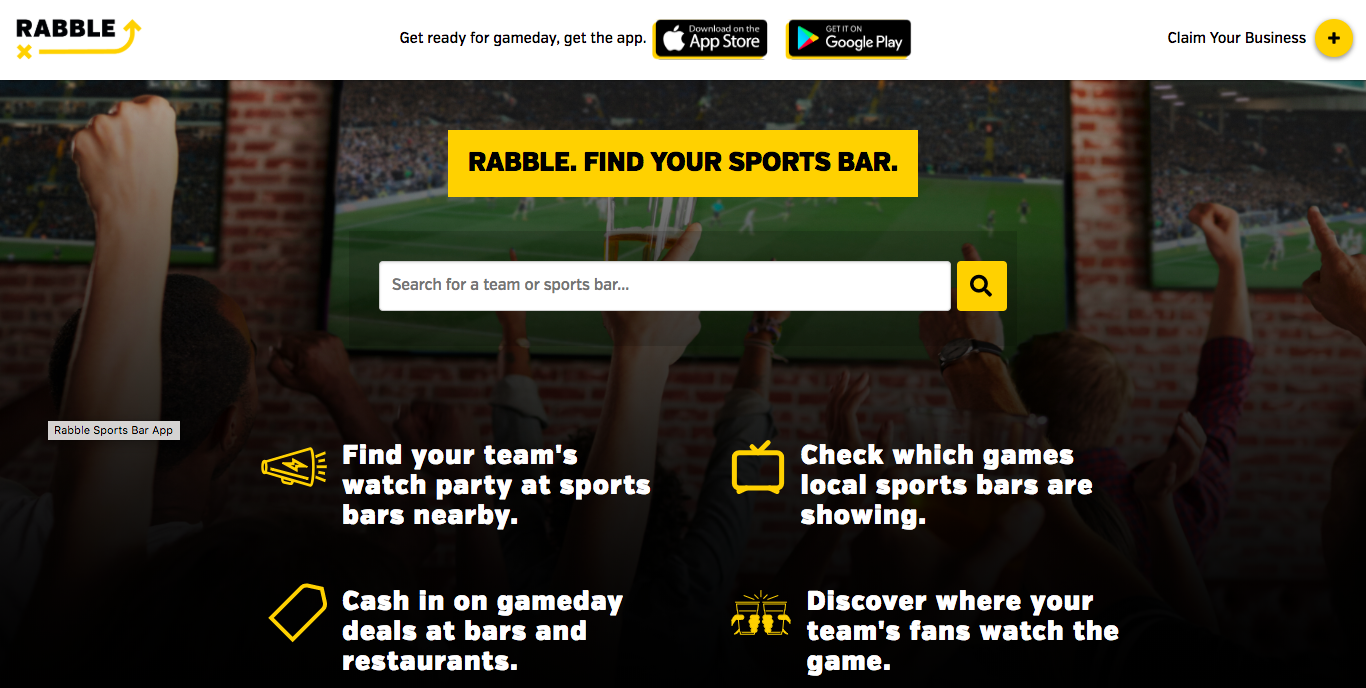 RABBLE
Get ready for gameday, get the app.
Download on the
App Store
GET IT ON
Google Play
Claim Your Business
RABBLE. FIND YOUR SPORTS BAR.
Search for a team or sports bar...
Rabble Sports Bar App
Find your team's
watch party at sports
bars nearby.
Check which games
local sports bars are
showing.
Cash in on gameday
deals at bars and
restaurants.
Discover where your
team's fans watch the
game.